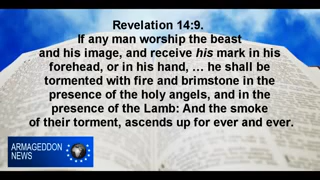 Revelation 14:9.
If any man worship the beast
and his image, and receive his mark in his
forehead, or in his hand, … he shall be
tormented with fire and brimstone in the
presence of the holy angels, and in the
presence of the Lamb: And the smoke
of their torment, ascends up for ever and ever.
ARMAGEDDON
NEWS